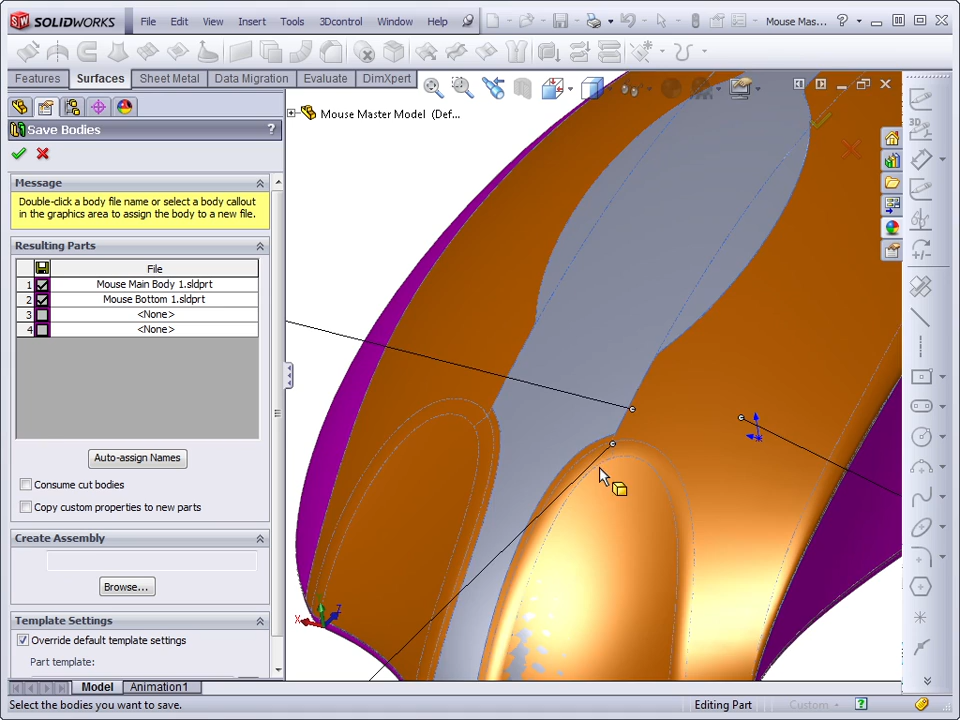 SW SOLIDWORKS File Edit View Insert Tools 3Dcontrol Window Help Mouse Mas... ?
Features Surfaces Sheet Metal Data Migration Evaluate DimXpert
Mouse Master Model (Def...
Save Bodies ?
Message
Double-click a body file name or select a body callout
in the graphics area to assign the body to a new file.
Resulting Parts
File
1 Mouse Main Body 1.sldprt
2 Mouse Bottom 1.sldprt
3 <None>
4 <None>
Auto-assign Names
Consume cut bodies
Copy custom properties to new parts
Create Assembly
Browse...
Template Settings
Override default template settings
Part template:
X Z
3D
Model Animation1
Select the bodies you want to save. Editing Part Custom ?